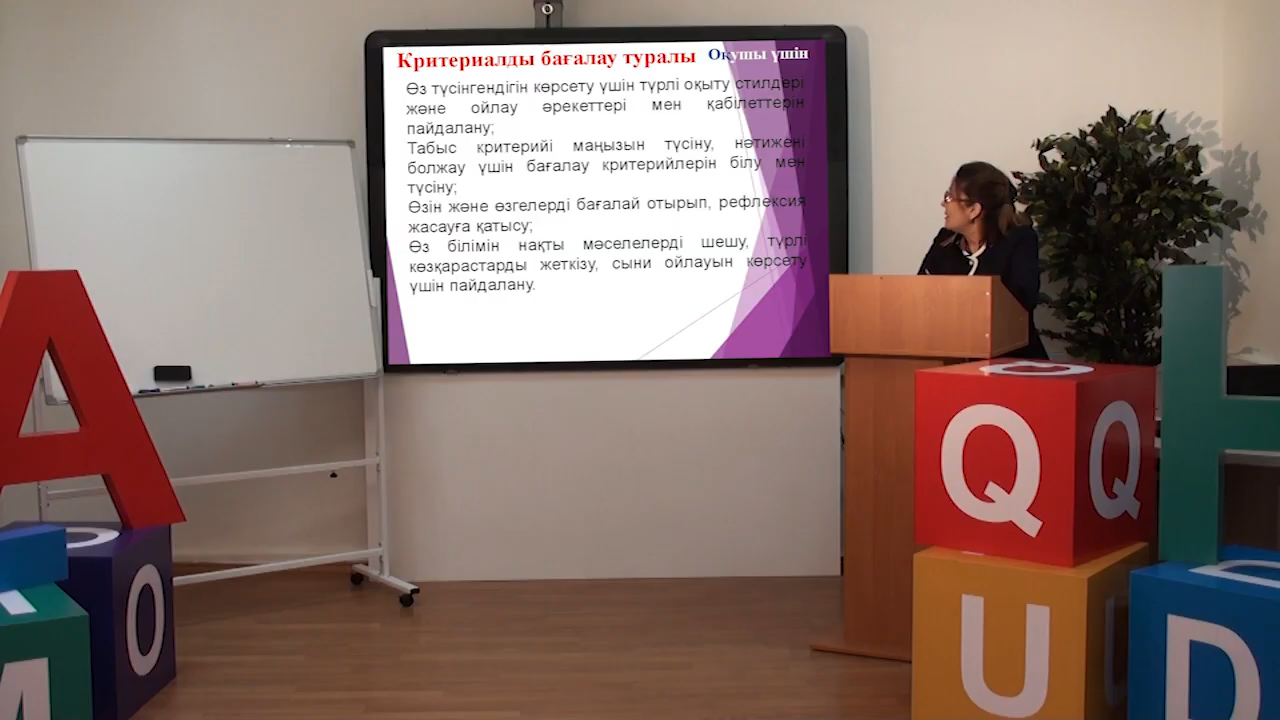 Критериалды бағалау туралы Оқушы үшін
Өз түсінгендігін көрсету үшін түрлі оқыту стилдері
және ойлау әрекеттері мен қабілеттерін
пайдалану;
Табыс критерийі маңызын түсіну, нәтижені
болжау үшін бағалау критерийлерін білу мен
түсіну;
Өзін және өзгелерді бағалай отырып, рефлексия
жасауға қатысу;
Өз білімін нақты мәселелерді шешу, түрлі
көзқарастарды жеткізу, сыни ойлауын көрсету
үшін пайдалану.
A
O
M
Q
Q
U
D